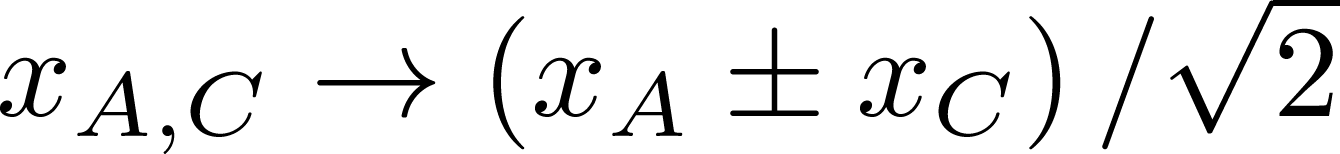 x_{A,C} → (x_A ± x_C) / √2